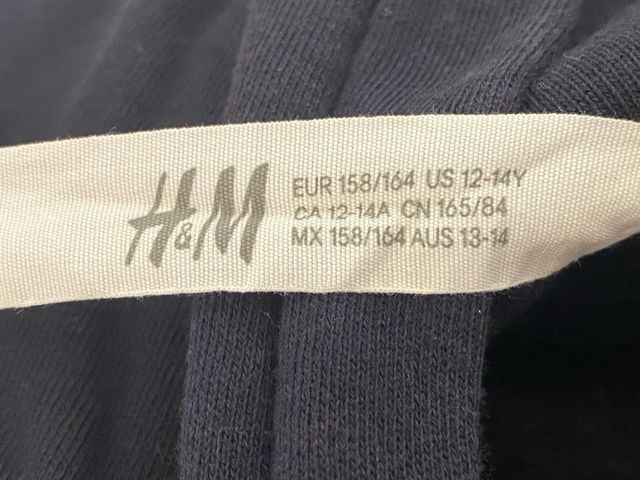 H&M
EUR 158/164 US 12-14Y
CA 12-14A CN 165/84
MX 158/164 AUS 13-14